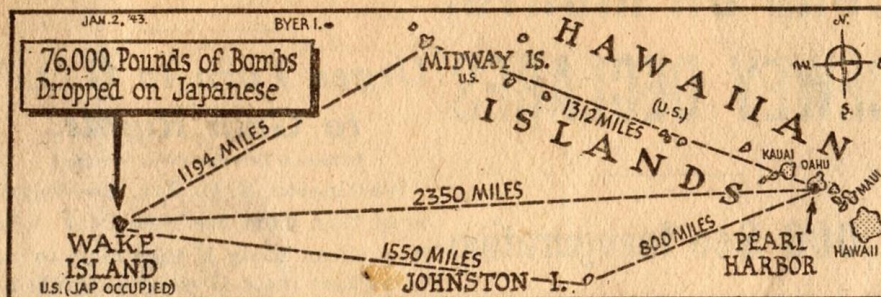 JAN. 2, '43.
BYER I.
N.
76,000 Pounds of Bombs
Dropped on Japanese
MIDWAY IS.
U.S.
HAWAIIAN
ISLANDS
(U.S.)
S.
1194 MILES
1312 MILES
KAUAI
OAHU
MAUI
2350 MILES
WAKE
ISLAND
U.S. (JAP OCCUPIED)
1550 MILES
JOHNSTON I.
800 MILES
PEARL
HARBOR
HAWAII